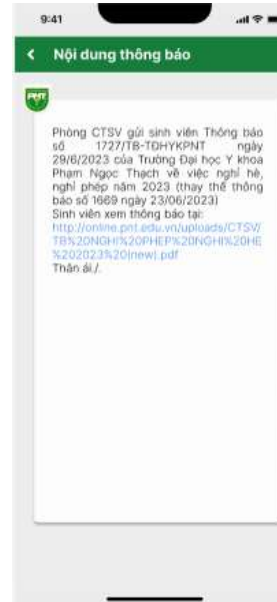 9:41
Nội dung thông báo
PNT
Phòng CTSV gửi sinh viên Thông báo
số 1727/TB-TĐHYKPNT ngày
29/6/2023 của Trường Đại học Y khoa
Phạm Ngọc Thạch về việc nghỉ hè,
nghỉ phép năm 2023 (thay thế thông
báo số 1669 ngày 23/06/2023)
Sinh viên xem thông báo tại:
http://online.pnt.edu.vn/uploads/CTSV/
TB%20NGHI%20PHEP%20NGHI%20HE
%202023%20(new).pdf
Thân ái./.